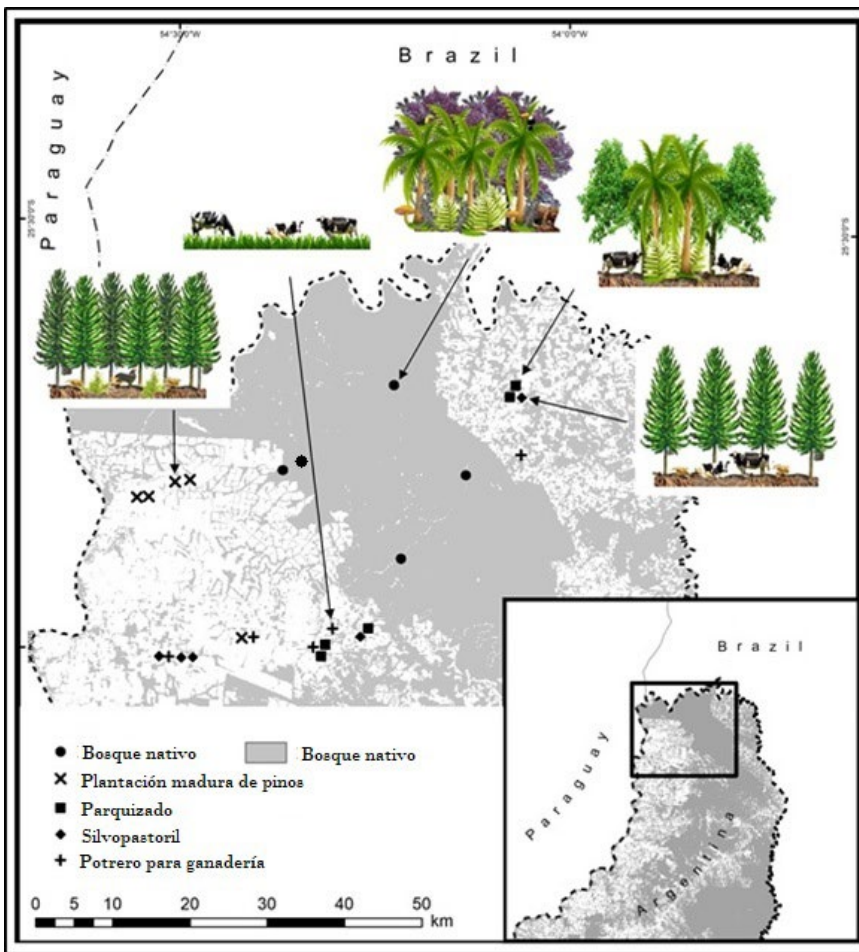 54°30'0"W
54°0'0"W
Brazil
Paraguay
25°30'0"S
25°30'0"S
Brazil
Paraguay
Argentina
Bosque nativo
Bosque nativo
Plantación madura de pinos
Parquizado
Silvopastoril
Potrero para ganadería
0 10 20 30 40 50
km